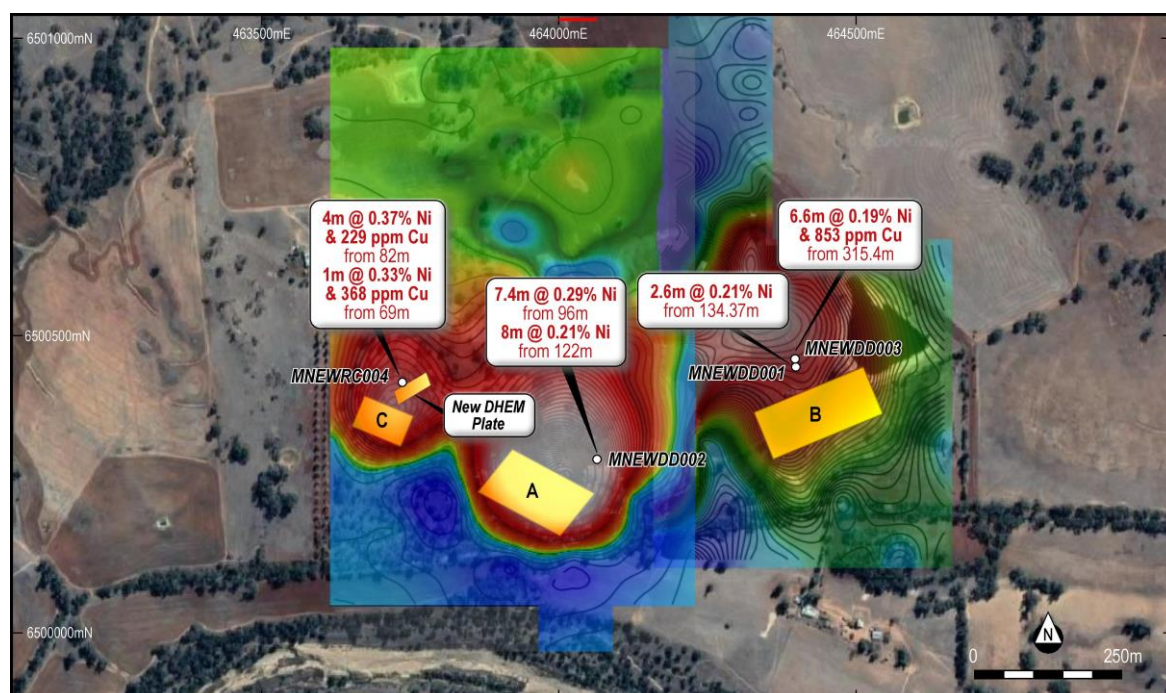 463500mE
464000mE
464500mE
6501000mN
6500500mN
6500000mN
4m @ 0.37% Ni
& 229 ppm Cu
from 82m
1m @ 0.33% Ni
& 368 ppm Cu
from 69m
7.4m @ 0.29% Ni
from 96m
8m @ 0.21% Ni
from 122m
2.6m @ 0.21% Ni
from 134.37m
6.6m @ 0.19% Ni
& 853 ppm Cu
from 315.4m
MNEWRC004
New DHEM
Plate
MNEWDD003
MNEWDD001
MNEWDD002
C
A
B
N
0
250m